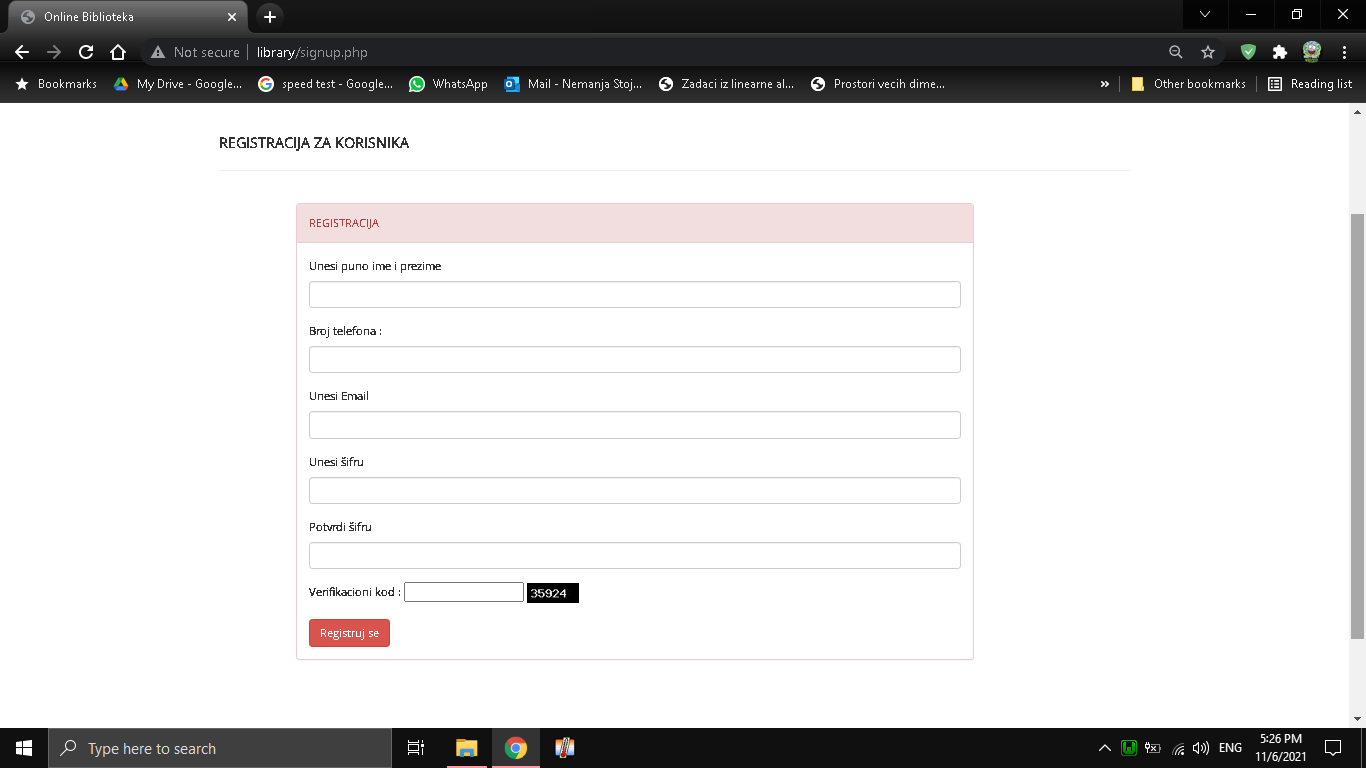 Online Biblioteka
Not secure library/signup.php
Bookmarks My Drive - Google... speed test - Google... WhatsApp Mail - Nemanja Stoj... Zadaci iz linearne al... Prostori vecih dime... » Other bookmarks Reading list
REGISTRACIJA ZA KORISNIKA
REGISTRACIJA
Unesi puno ime i prezime
Broj telefona :
Unesi Email
Unesi šifru
Potvrdi šifru
Verifikacioni kod : 35924
Registruj se
Type here to search ENG 5:26 PM
11/6/2021